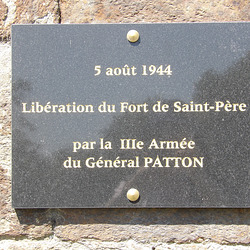 5 août 1944
Libération du Fort de Saint-Père
par la IIIe Armée
du Général PATTON